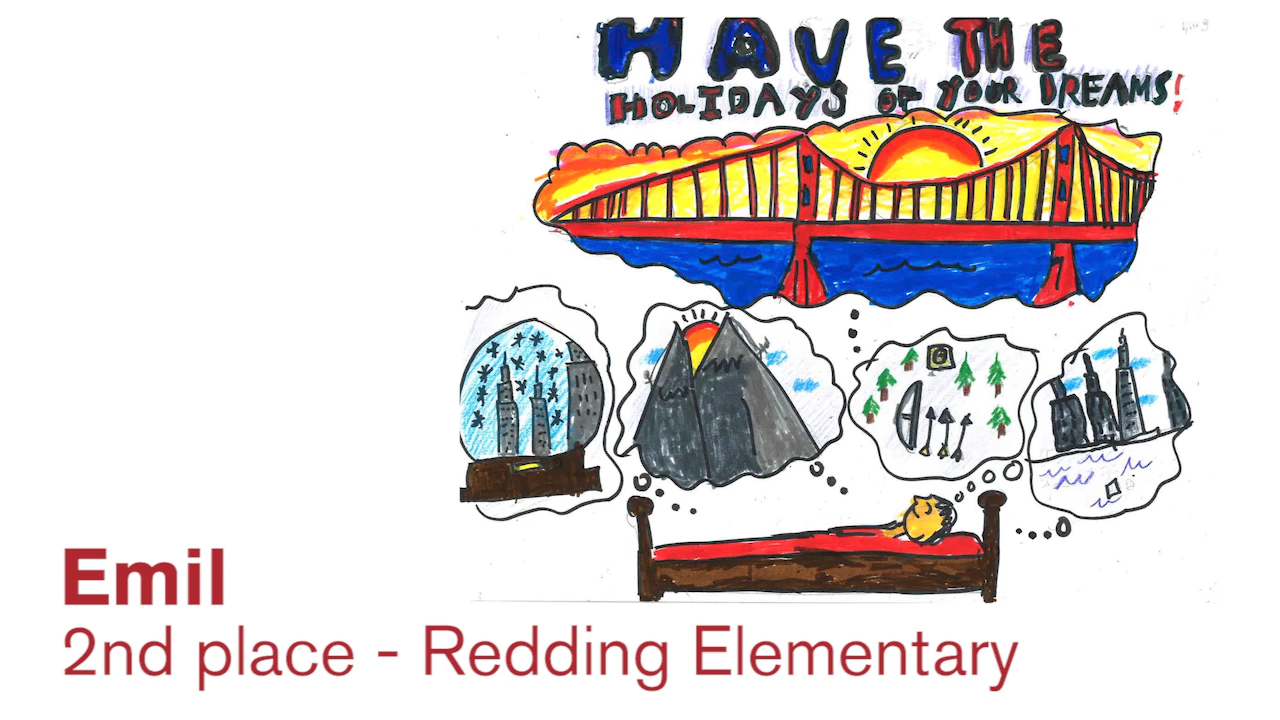 HAVE THE
HOLIDAYS OF YOUR DREAMS!
Emil
2nd place - Redding Elementary